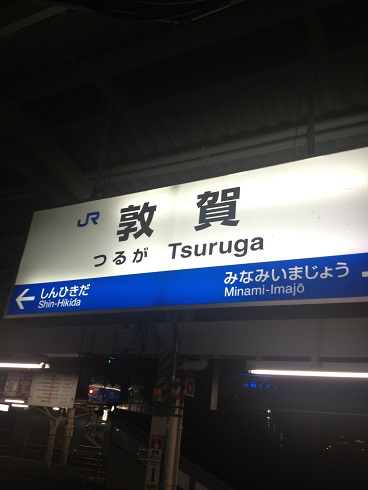 JR 敦賀
つるが Tsuruga
← しんひきだ
Shin-Hikida
みなみいまじょう
Minami-Imajō